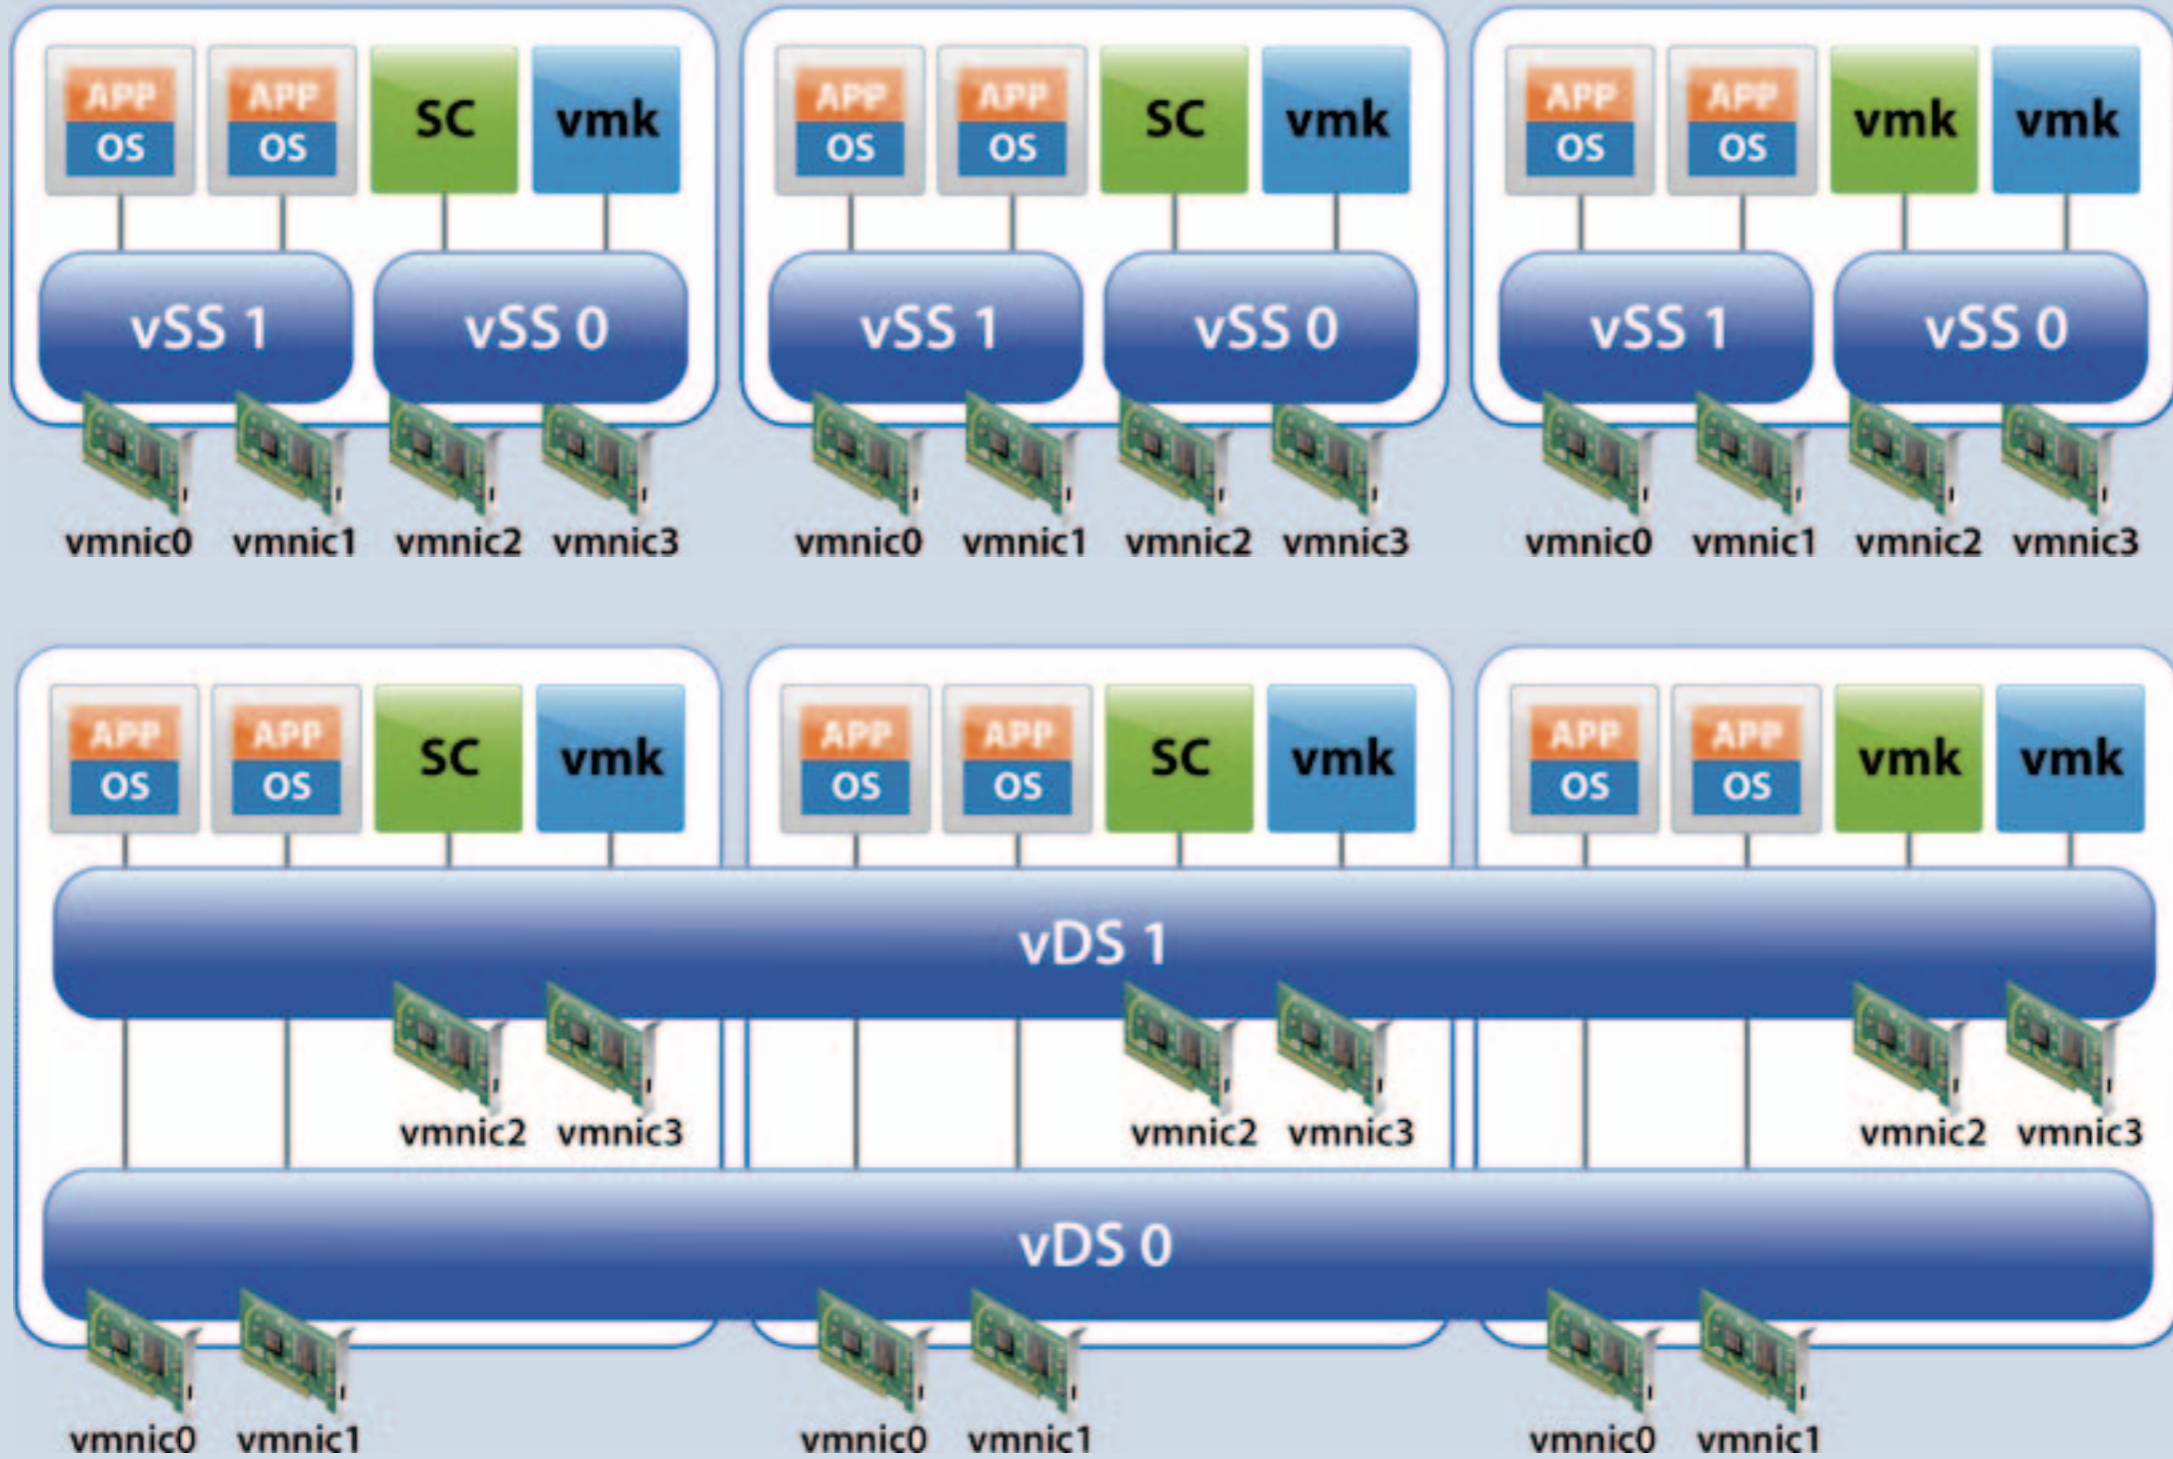 APP APP SC vmk APP APP SC vmk APP APP vmk vmk
OS OS OS OS OS OS
vSS 1 vSS 0 vSS 1 vSS 0 vSS 1 vSS 0
vmnic0 vmnic1 vmnic2 vmnic3 vmnic0 vmnic1 vmnic2 vmnic3 vmnic0 vmnic1 vmnic2 vmnic3
APP APP SC vmk APP APP SC vmk APP APP vmk vmk
OS OS OS OS OS OS
vDS 1
vmnic2 vmnic3 vmnic2 vmnic3 vmnic2 vmnic3
vDS 0
vmnic0 vmnic1 vmnic0 vmnic1 vmnic0 vmnic1